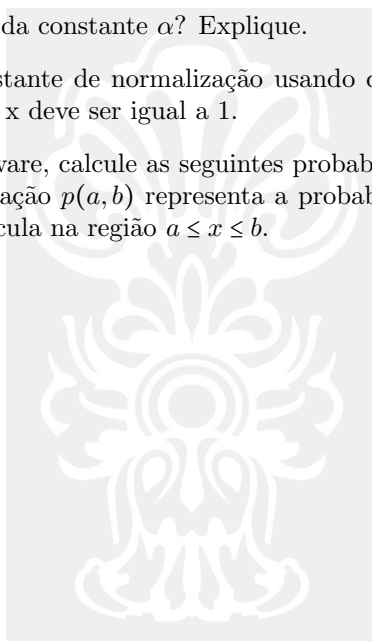 da constante α? Explique.
stante de normalização usando
x deve ser igual a 1.
ware, calcule as seguintes probab
ação p(a, b) representa a probab
cula na região a ≤ x ≤ b.